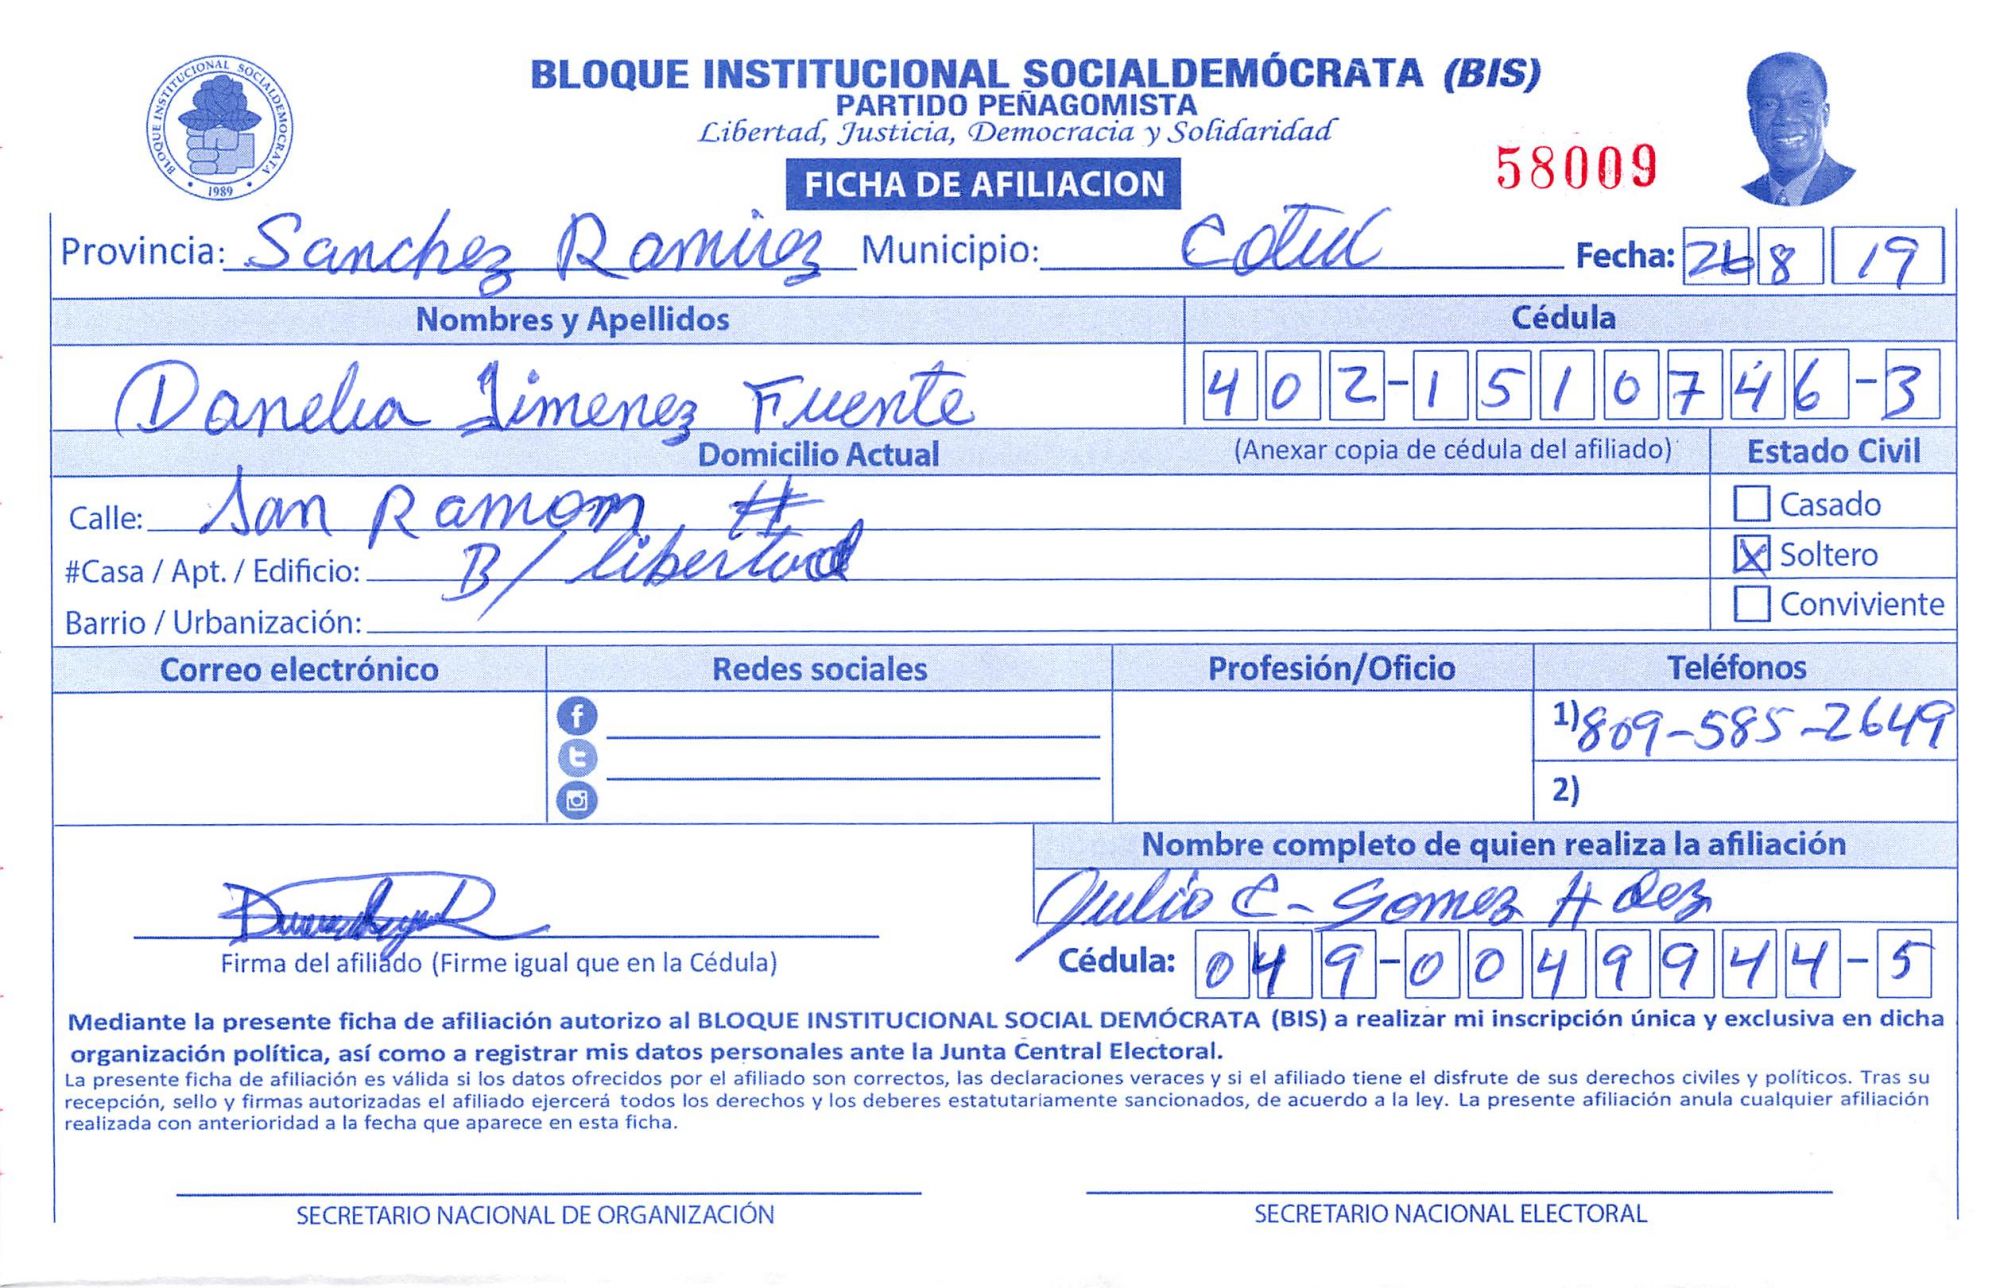 BLOQUE INSTITUCIONAL SOCIALDEMÓCRATA (BIS)
BLOQUE INSTITUCIONAL SOCIALDEMOCRATA
• 1989 •
PARTIDO PEÑAGOMISTA
Libertad, Justicia, Democracia y Solidaridad
58009
FICHA DE AFILIACION
Provincia: Sanchez Ramirez Municipio: Cotui Fecha: 26 8 19
Nombres y Apellidos Cédula
Danelia Jimenez Fuente 402-1510746-3
Domicilio Actual (Anexar copia de cédula del afiliado) Estado Civil
Calle: San Ramom # Casado
#Casa / Apt. / Edificio: B/ libertad Soltero
Barrio / Urbanización: Conviviente
Correo electrónico Redes sociales Profesión/Oficio Teléfonos
1) 809-585-2649
2)
Nombre completo de quien realiza la afiliación
Julio C- Gomez H dez
Cédula: 049-0049944-5
Firma del afiliado (Firme igual que en la Cédula)
Mediante la presente ficha de afiliación autorizo al BLOQUE INSTITUCIONAL SOCIAL DEMÓCRATA (BIS) a realizar mi inscripción única y exclusiva en dicha
organización política, así como a registrar mis datos personales ante la Junta Central Electoral.
La presente ficha de afiliación es válida si los datos ofrecidos por el afiliado son correctos, las declaraciones veraces y si el afiliado tiene el disfrute de sus derechos civiles y políticos. Tras su
recepción, sello y firmas autorizadas el afiliado ejercerá todos los derechos y los deberes estatutariamente sancionados, de acuerdo a la ley. La presente afiliación anula cualquier afiliación
realizada con anterioridad a la fecha que aparece en esta ficha.
SECRETARIO NACIONAL DE ORGANIZACIÓN SECRETARIO NACIONAL ELECTORAL